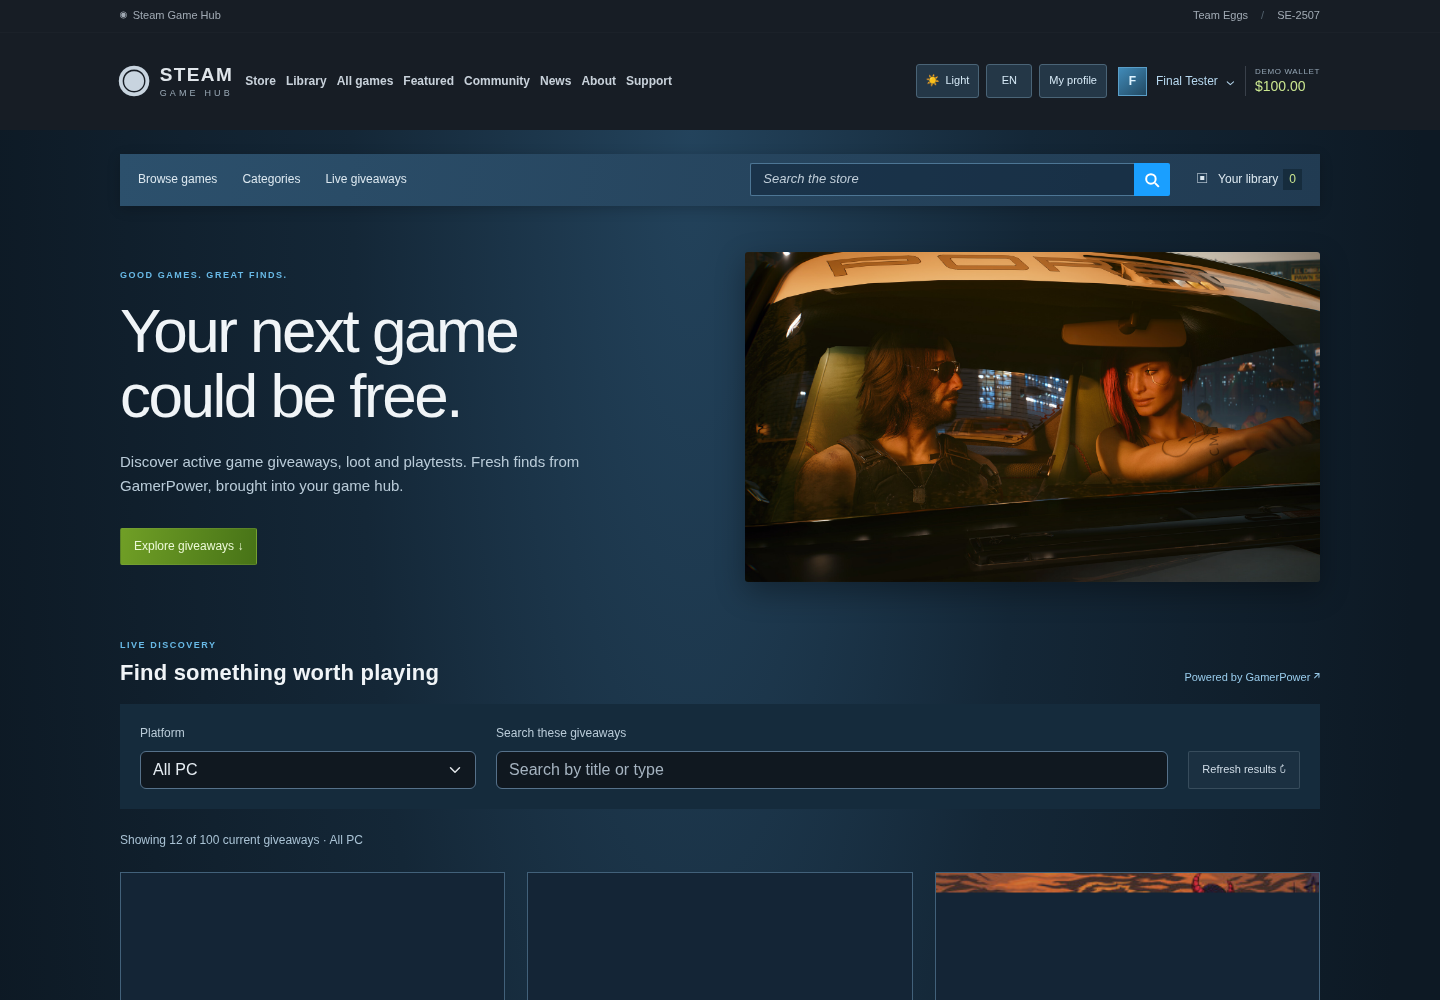 Steam Game Hub
Team Eggs / SE-2507
STEAM
GAME HUB
Store Library All games Featured Community News About Support
Light
EN
My profile
F
Final Tester
DEMO WALLET
$100.00
Browse games Categories Live giveaways
Search the store
Your library 0
GOOD GAMES. GREAT FINDS.
Your next game
could be free.
Discover active game giveaways, loot and playtests. Fresh finds from
GamerPower, brought into your game hub.
Explore giveaways ↓
LIVE DISCOVERY
Find something worth playing
Powered by GamerPower ↗
Platform
Search these giveaways
All PC
Search by title or type
Refresh results ↻
Showing 12 of 100 current giveaways · All PC